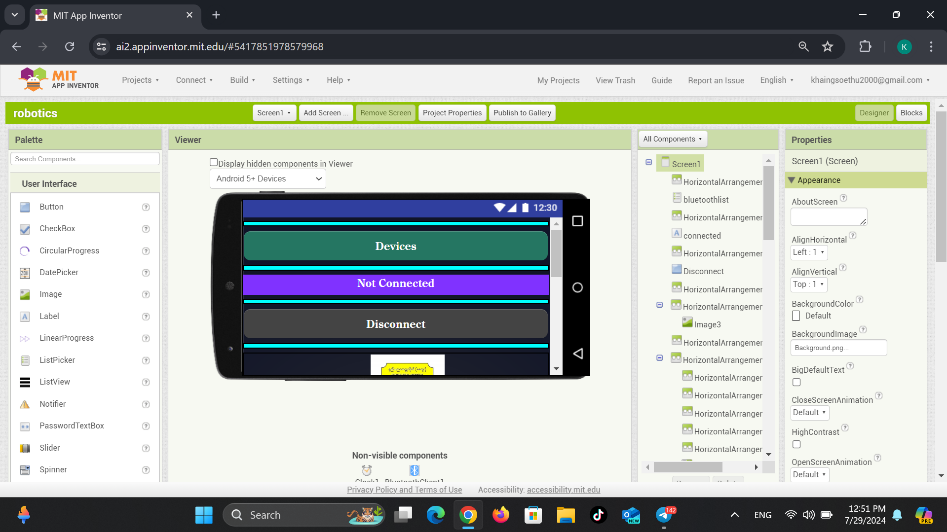 MIT App Inventor
ai2.appinventor.mit.edu/#5417851978579968
K
MIT
APP INVENTOR
Projects
Connect
Build
Settings
Help
My Projects
View Trash
Guide
Report an Issue
English
khaingsoethu2000@gmail.com
robotics
Screen1
Add Screen ...
Remove Screen
Project Properties
Publish to Gallery
Designer
Blocks
Palette
Search Components...
User Interface
Button
CheckBox
CircularProgress
DatePicker
Image
Label
LinearProgress
ListPicker
ListView
Notifier
PasswordTextBox
Slider
Spinner
Viewer
Display hidden components in Viewer
Android 5+ Devices
12:30
Devices
Not Connected
Disconnect
Non-visible components
Clock1
BluetoothClient1
All Components
Screen1
HorizontalArrangemer
bluetoothlist
HorizontalArrangemer
connected
HorizontalArrangemer
Disconnect
HorizontalArrangemer
HorizontalArrangemer
Image3
HorizontalArrangemer
HorizontalArrangemer
HorizontalArranger
HorizontalArranger
HorizontalArranger
HorizontalArranger
HorizontalArranger
Properties
Screen1 (Screen)
Appearance
AboutScreen
AlignHorizontal
Left : 1
AlignVertical
Top : 1
BackgroundColor
Default
BackgroundImage
Background.png...
BigDefaultText
CloseScreenAnimation
Default
HighContrast
OpenScreenAnimation
Default
Privacy Policy and Terms of Use
Accessibility: accessibility.mit.edu
Search
12:51 PM
7/29/2024